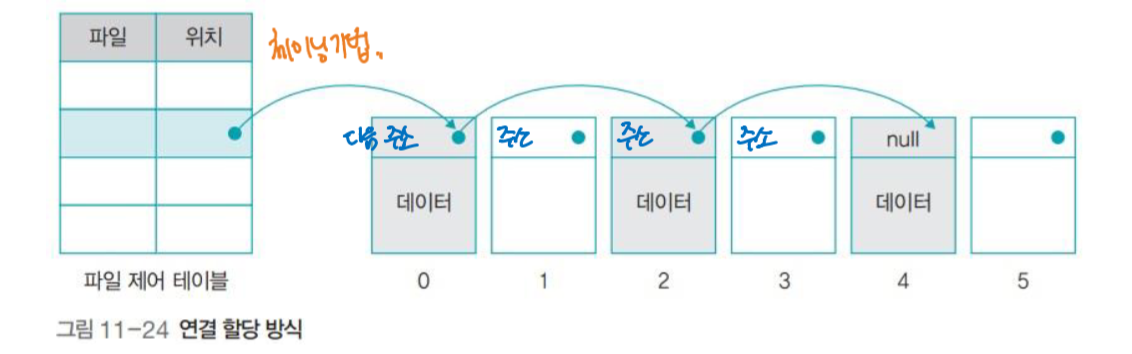 파일 위치
체이닝기법.
다음 주소 주소 주소 주소 null
데이터 데이터 데이터
파일 제어 테이블 0 1 2 3 4 5
그림 11-24 연결 할당 방식